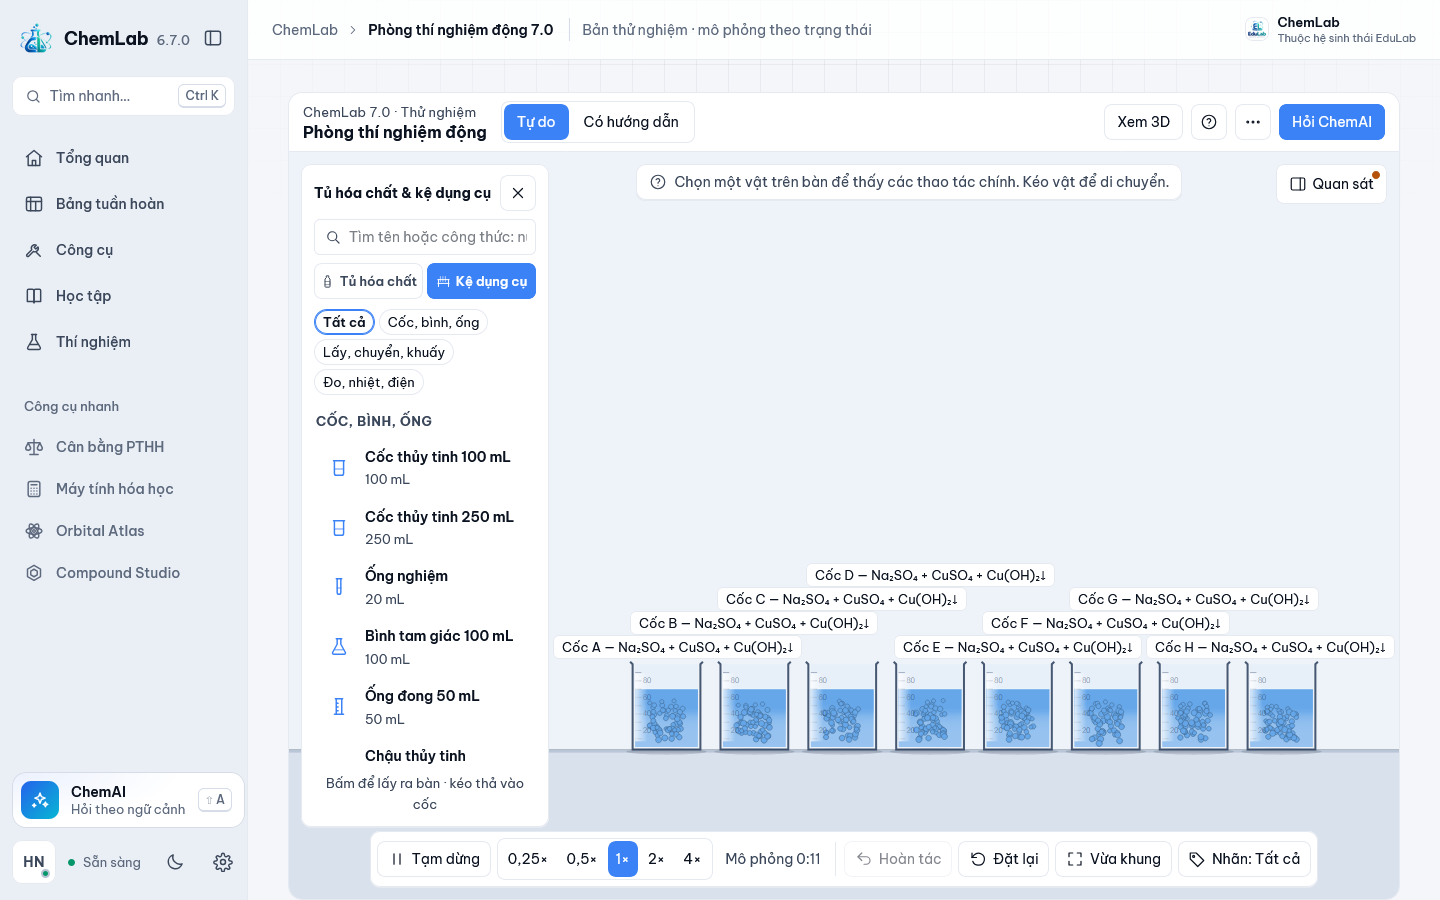 ChemLab 6.7.0
Tìm nhanh... Ctrl K
Tổng quan
Bảng tuần hoàn
Công cụ
Học tập
Thí nghiệm
Công cụ nhanh
Cân bằng PTHH
Máy tính hóa học
Orbital Atlas
Compound Studio
ChemAI
Hỏi theo ngữ cảnh
⇧ A
HN
Sẵn sàng
ChemLab > Phòng thí nghiệm động 7.0 Bản thử nghiệm · mô phỏng theo trạng thái
ChemLab
Thuộc hệ sinh thái EduLab
ChemLab 7.0 · Thử nghiệm
Phòng thí nghiệm động
Tự do Có hướng dẫn
Xem 3D
Hỏi ChemAI
Tủ hóa chất & kệ dụng cụ
Tìm tên hoặc công thức:
Tủ hóa chất Kệ dụng cụ
Tất cả Cốc, bình, ống
Lấy, chuyển, khuấy
Đo, nhiệt, điện
CỐC, BÌNH, ỐNG
Cốc thủy tinh 100 mL
100 mL
Cốc thủy tinh 250 mL
250 mL
Ống nghiệm
20 mL
Bình tam giác 100 mL
100 mL
Ống đong 50 mL
50 mL
Chậu thủy tinh
Bấm để lấy ra bàn · kéo thả vào
cốc
Chọn một vật trên bàn để thấy các thao tác chính. Kéo vật để di chuyển.
Quan sát
Cốc D — Na₂SO₄ + CuSO₄ + Cu(OH)₂↓
Cốc C — Na₂SO₄ + CuSO₄ + Cu(OH)₂↓
Cốc G — Na₂SO₄ + CuSO₄ + Cu(OH)₂↓
Cốc B — Na₂SO₄ + CuSO₄ + Cu(OH)₂↓
Cốc F — Na₂SO₄ + CuSO₄ + Cu(OH)₂↓
Cốc A — Na₂SO₄ + CuSO₄ + Cu(OH)₂↓
Cốc E — Na₂SO₄ + CuSO₄ + Cu(OH)₂↓
Cốc H — Na₂SO₄ + CuSO₄ + Cu(OH)₂↓
Tạm dừng 0,25× 0,5× 1× 2× 4× Mô phỏng 0:11 Hoàn tác Đặt lại Vừa khung Nhãn: Tất cả